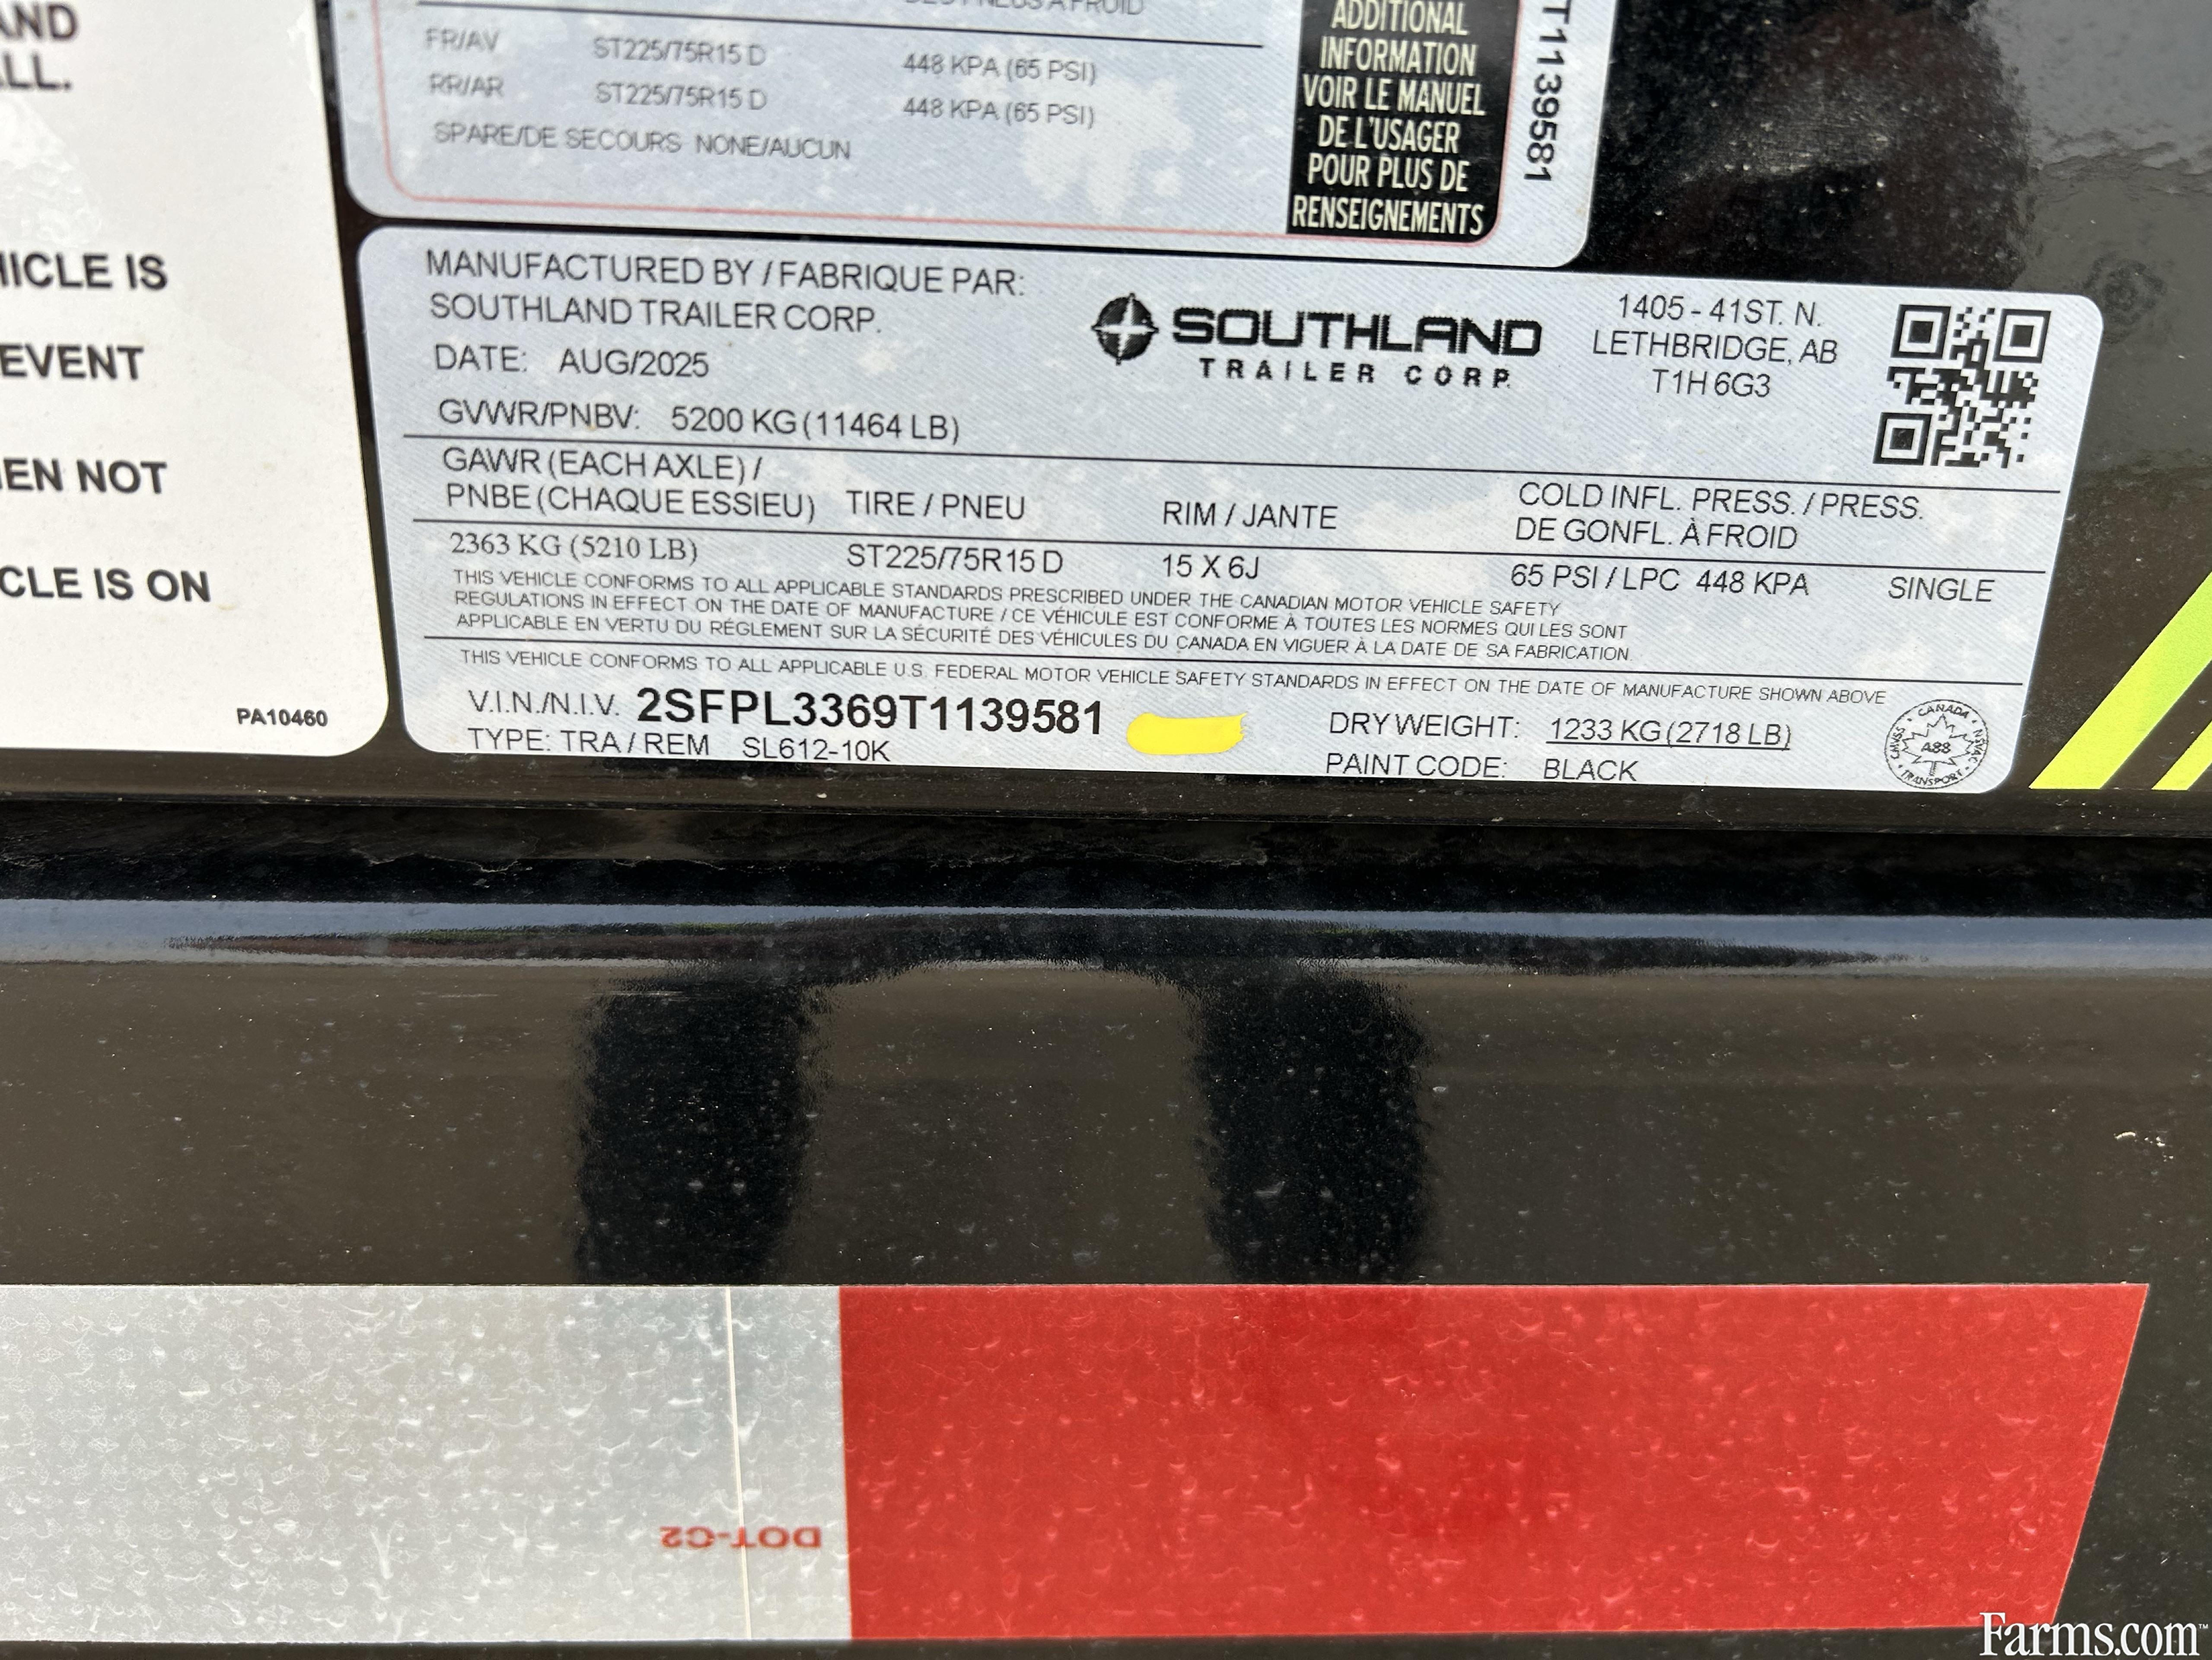 AND
ALL.
HICLE IS
EVENT
EN NOT
CLE IS ON
PA10460
FR/AV ST225/75R15 D 448 KPA (65 PSI)
RR/AR ST225/75R15 D 448 KPA (65 PSI)
SPARE/DE SECOURS NONE/AUCUN
ADDITIONAL
INFORMATION
VOIR LE MANUEL
DE L'USAGER
POUR PLUS DE
RENSEIGNEMENTS
T1139581
MANUFACTURED BY / FABRIQUE PAR:
SOUTHLAND TRAILER CORP.
DATE: AUG/2025
GVWR/PNBV: 5200 KG (11464 LB)
SOUTHLAND
TRAILER CORP.
1405 - 41ST. N.
LETHBRIDGE, AB
T1H 6G3
GAWR (EACH AXLE) /
PNBE (CHAQUE ESSIEU) TIRE / PNEU RIM / JANTE COLD INFL. PRESS. / PRESS.
DE GONFL. À FROID
2363 KG (5210 LB) ST225/75R15 D 15 X 6J 65 PSI / LPC 448 KPA SINGLE
THIS VEHICLE CONFORMS TO ALL APPLICABLE STANDARDS PRESCRIBED UNDER THE CANADIAN MOTOR VEHICLE SAFETY
REGULATIONS IN EFFECT ON THE DATE OF MANUFACTURE / CE VÉHICULE EST CONFORME À TOUTES LES NORMES QUI LES SONT
APPLICABLE EN VERTU DU RÉGLEMENT SUR LA SÉCURITÉ DES VÉHICULES DU CANADA EN VIGUER À LA DATE DE SA FABRICATION.
THIS VEHICLE CONFORMS TO ALL APPLICABLE U.S. FEDERAL MOTOR VEHICLE SAFETY STANDARDS IN EFFECT ON THE DATE OF MANUFACTURE SHOWN ABOVE
V.I.N./N.I.V. 2SFPL3369T1139581
TYPE: TRA / REM SL612-10K
DRY WEIGHT: 1233 KG (2718 LB)
PAINT CODE: BLACK
CANADA
A88
TRANSPORT
CMVSS
NSVAC
DOT-C2
Farms.com™